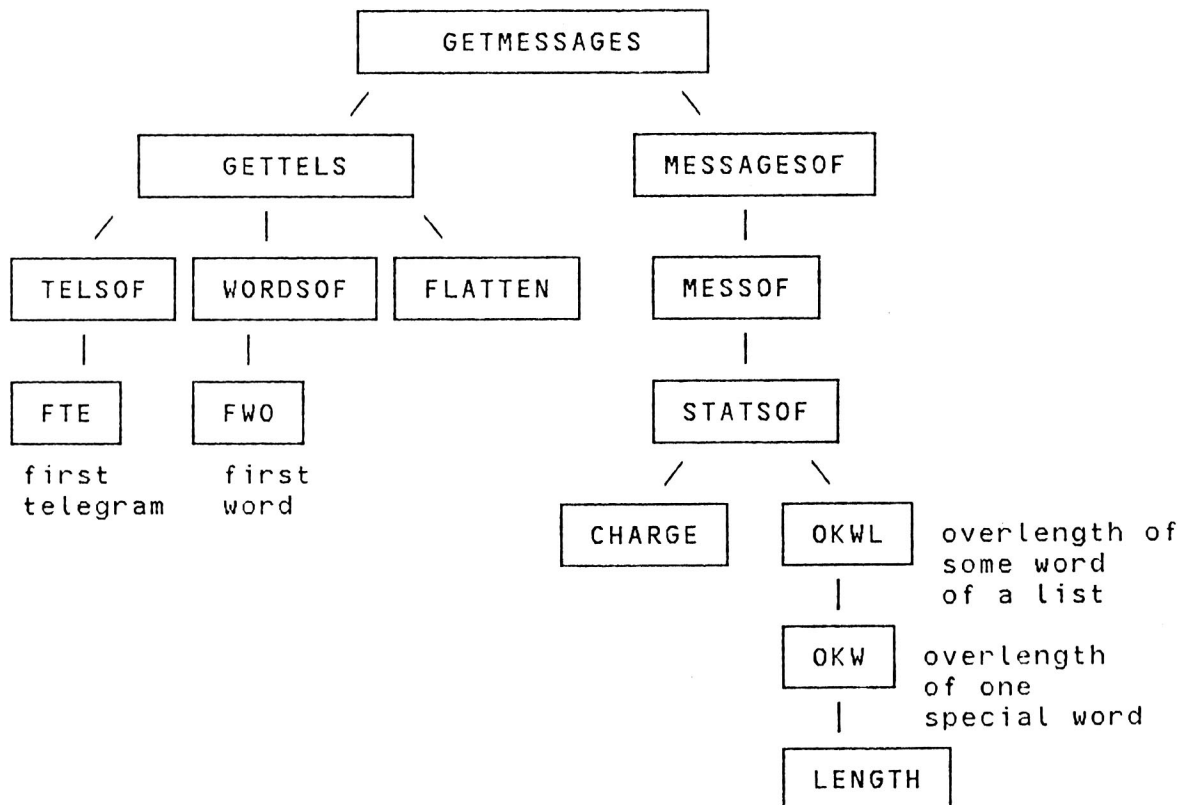 GETMESSAGES
GETTELS
MESSAGESOF
TELSOF
WORDSOF
FLATTEN
MESSOF
FTE
FWO
STATSOF
first
telegram
first
word
CHARGE
OKWL
overlength of
some word
of a list
OKW
overlength
of one
special word
LENGTH